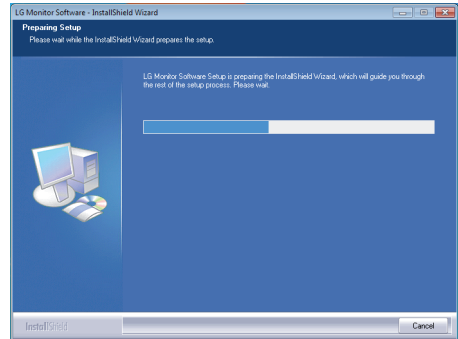 LG Monitor Software - InstallShield Wizard
Preparing Setup
Please wait while the InstallShield Wizard prepares the setup.
LG Monitor Software Setup is preparing the InstallShield Wizard, which will guide you through
the rest of the setup process. Please wait.
InstallShield
Cancel